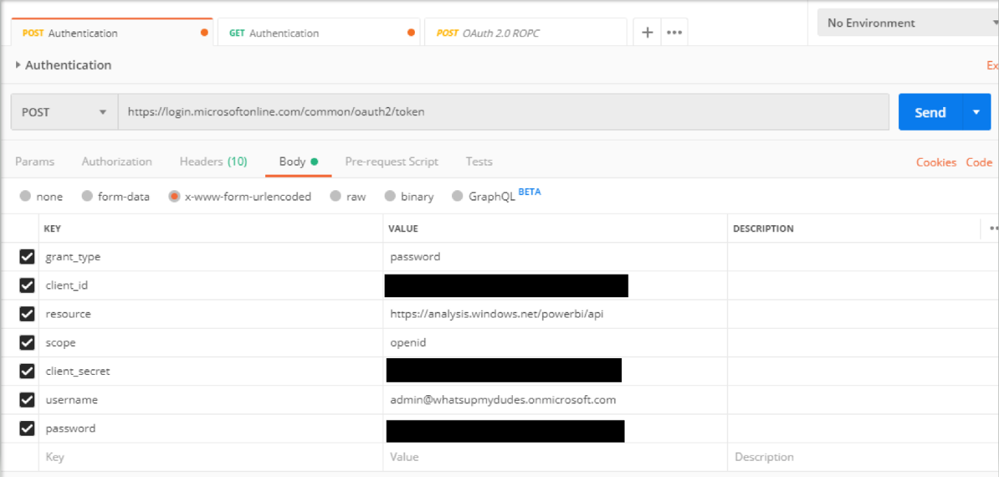 POST Authentication GET Authentication POST OAuth 2.0 ROPC + ••• No Environment
Authentication Ex
POST https://login.microsoftonline.com/common/oauth2/token Send
Params Authorization Headers (10) Body Pre-request Script Tests Cookies Code
none form-data x-www-form-urlencoded raw binary GraphQL BETA
KEY VALUE DESCRIPTION
grant_type password
client_id
resource https://analysis.windows.net/powerbi/api
scope openid
client_secret
username admin@whatsupmydudes.onmicrosoft.com
password
Key Value Description